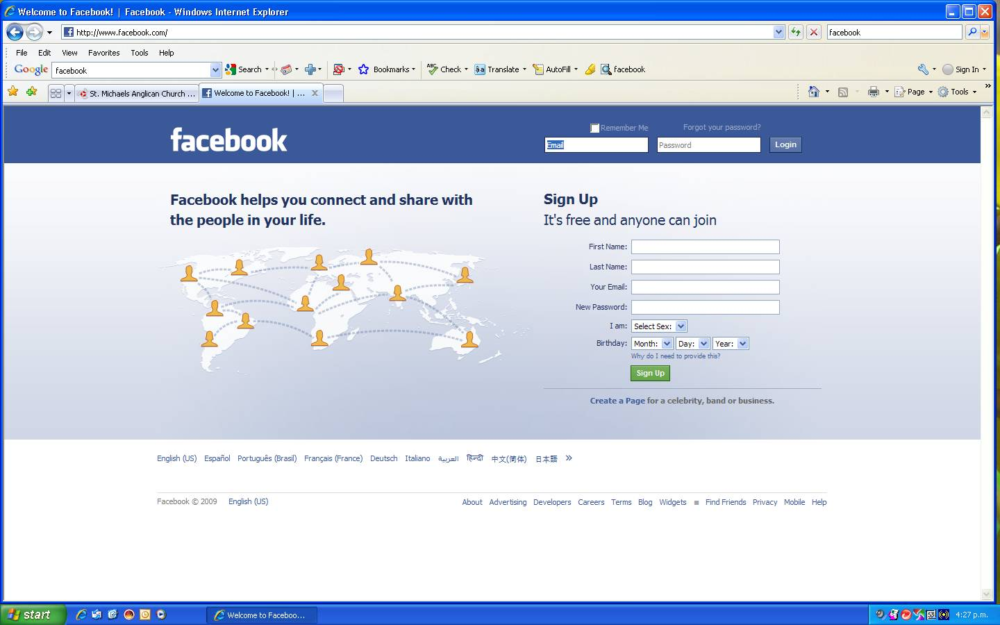 Welcome to Facebook! | Facebook - Windows Internet Explorer
http://www.facebook.com/
facebook
File Edit View Favorites Tools Help
Google facebook Search Bookmarks ABC Check âa Translate AutoFill facebook Sign In
St. Michaels Anglican Church ... Welcome to Facebook! | ... Page Tools
facebook
Remember Me Forgot your password?
Email Password Login
Facebook helps you connect and share with
the people in your life.
Sign Up
It's free and anyone can join
First Name:
Last Name:
Your Email:
New Password:
I am: Select Sex:
Birthday: Month: Day: Year:
Why do I need to provide this?
Sign Up
Create a Page for a celebrity, band or business.
English (US) Español Português (Brasil) Français (France) Deutsch Italiano العربية हिन्दी 中文(简体) 日本語 »
Facebook © 2009 English (US) About Advertising Developers Careers Terms Blog Widgets Find Friends Privacy Mobile Help
start Welcome to Faceboo... 4:27 p.m.